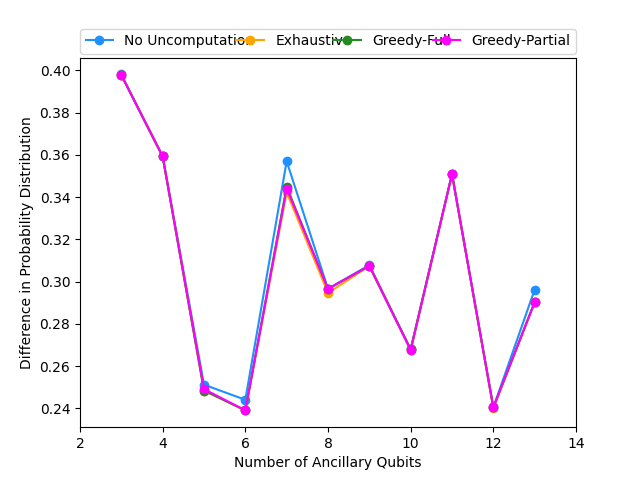 No Uncomputation Exhaustive Greedy-Full Greedy-Partial
0.40
0.38
0.36
0.34
0.32
0.30
0.28
0.26
0.24
Difference in Probability Distribution
2 4 6 8 10 12 14
Number of Ancillary Qubits